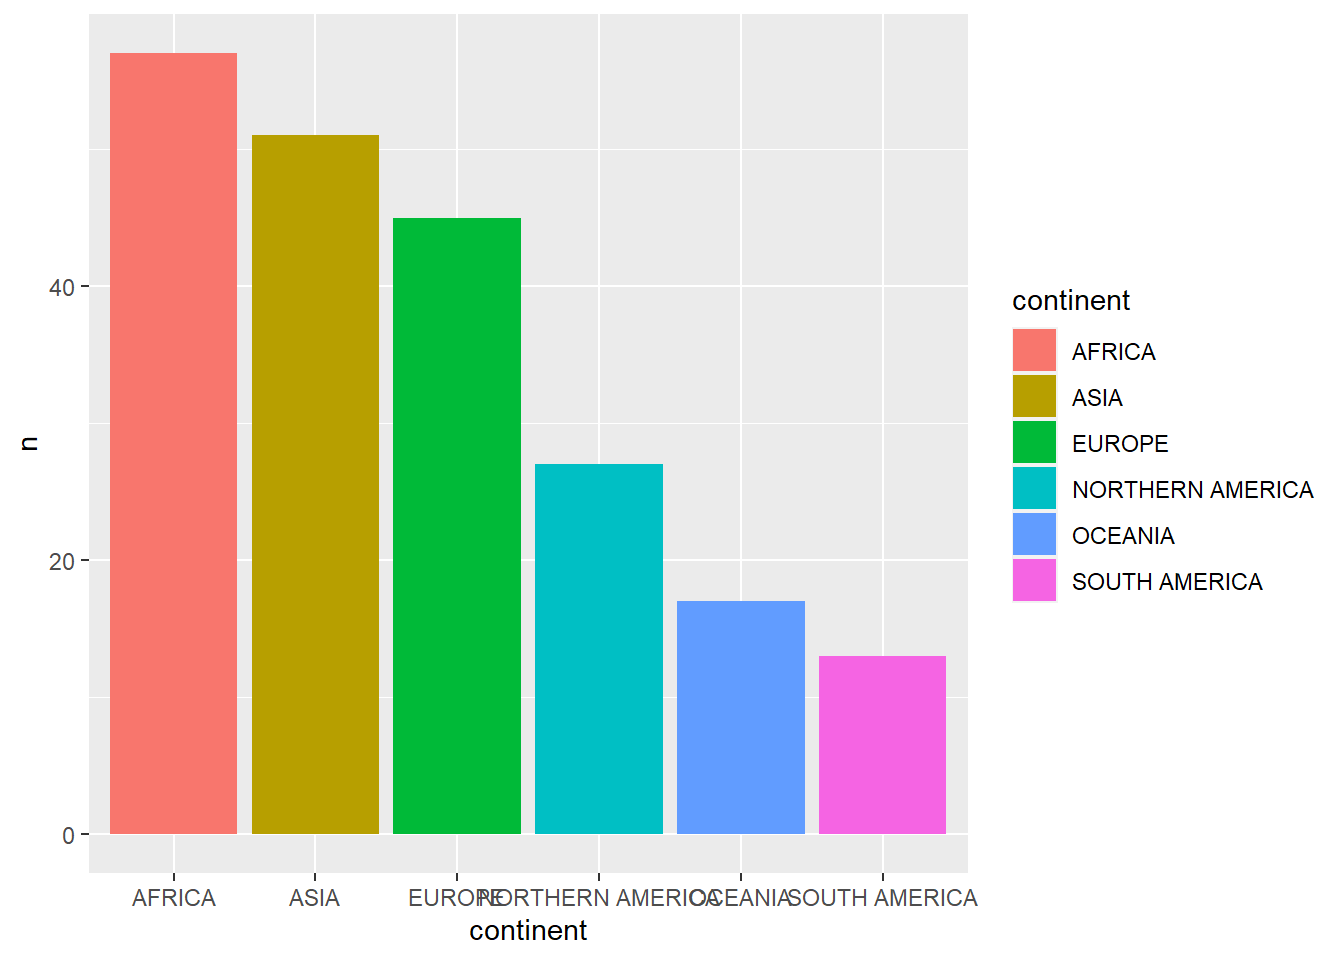 40
20
0
n
AFRICA ASIA EUROPE NORTHERN AMERICA OCEANIA SOUTH AMERICA
continent
continent
AFRICA
ASIA
EUROPE
NORTHERN AMERICA
OCEANIA
SOUTH AMERICA